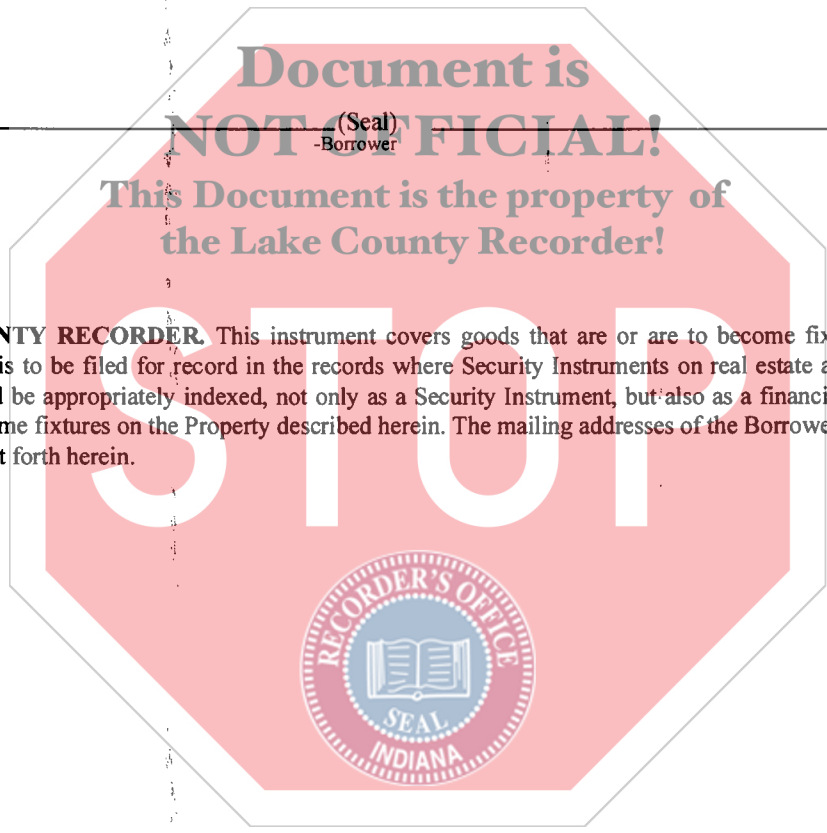 Document is
(Seal)
NOT OFFICIAL!
-Borrower
This Document is the property of
the Lake County Recorder!
NTY RECORDER. This instrument covers goods that are or are to become fix
is to be filed for record in the records where Security Instruments on real estate a
be appropriately indexed, not only as a Security Instrument, but also as a financi
me fixtures on the Property described herein. The mailing addresses of the Borrowe
t forth herein.
STOP
RECORDER'S OFFICE
SEAL
INDIANA